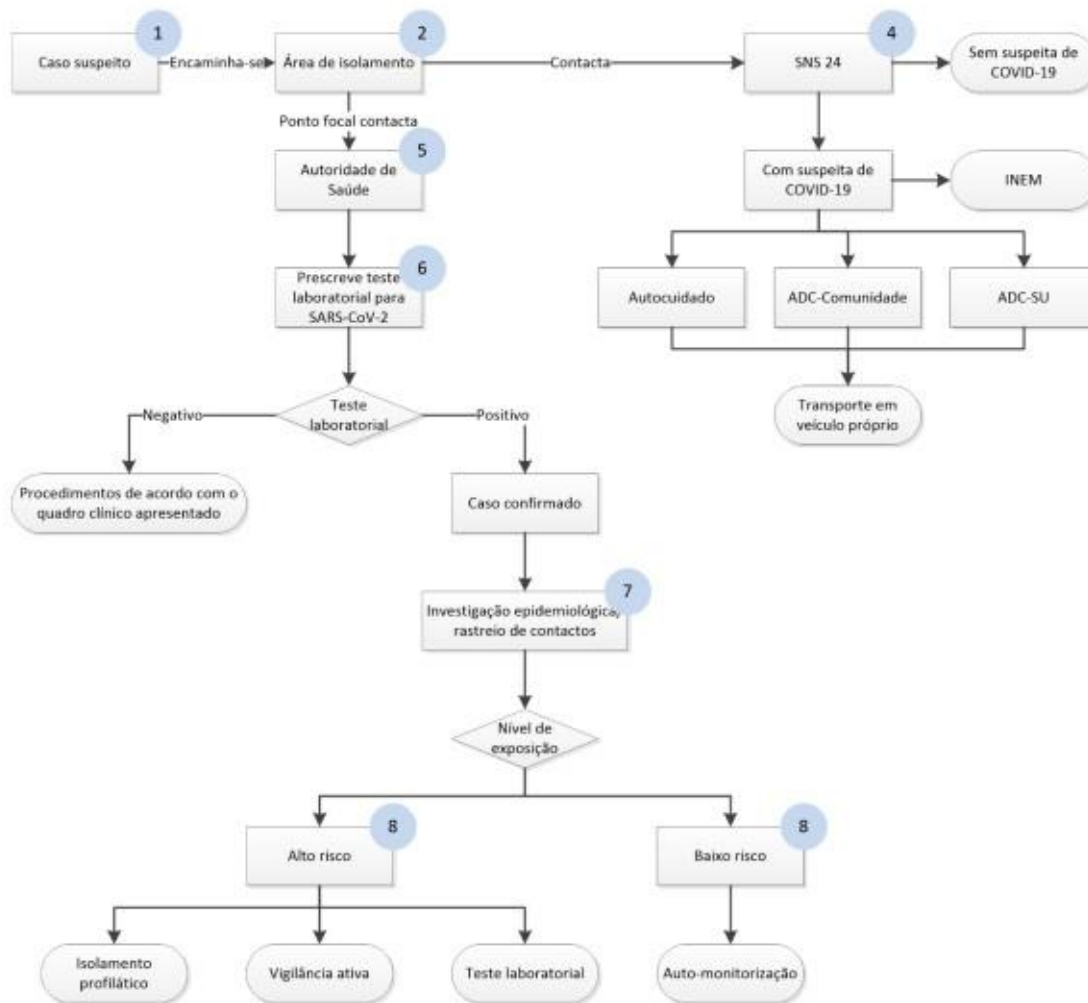 1
2
4
Caso suspeito
Encaminha-se
Área de isolamento
Contacta
SNS 24
Sem suspeita de
COVID-19
Ponto focal contacta
5
Autoridade de
Saúde
Com suspeita de
COVID-19
INEM
6
Prescreve teste
laboratorial para
SARS-CoV-2
Autocuidado
ADC-Comunidade
ADC-SU
Negativo
Teste
laboratorial
Positivo
Transporte em
veículo próprio
Procedimentos de acordo com o
quadro clínico apresentado
Caso confirmado
7
Investigação epidemiológica/
rastreio de contactos
Nível de
exposição
8
Alto risco
8
Baixo risco
Isolamento
profilático
Vigilância ativa
Teste laboratorial
Auto-monitorização